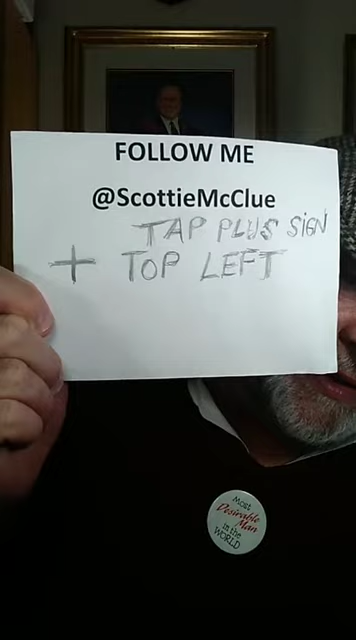 FOLLOW ME
@ScottieMcClue
TAP PLUS SIGN
+ TOP LEFT
Most
Desirable
Man
in the
WORLD